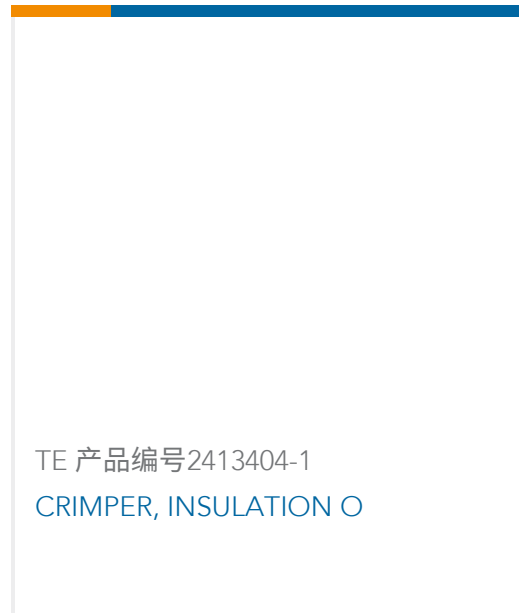 TE 产品编号2413404-1
CRIMPER, INSULATION O